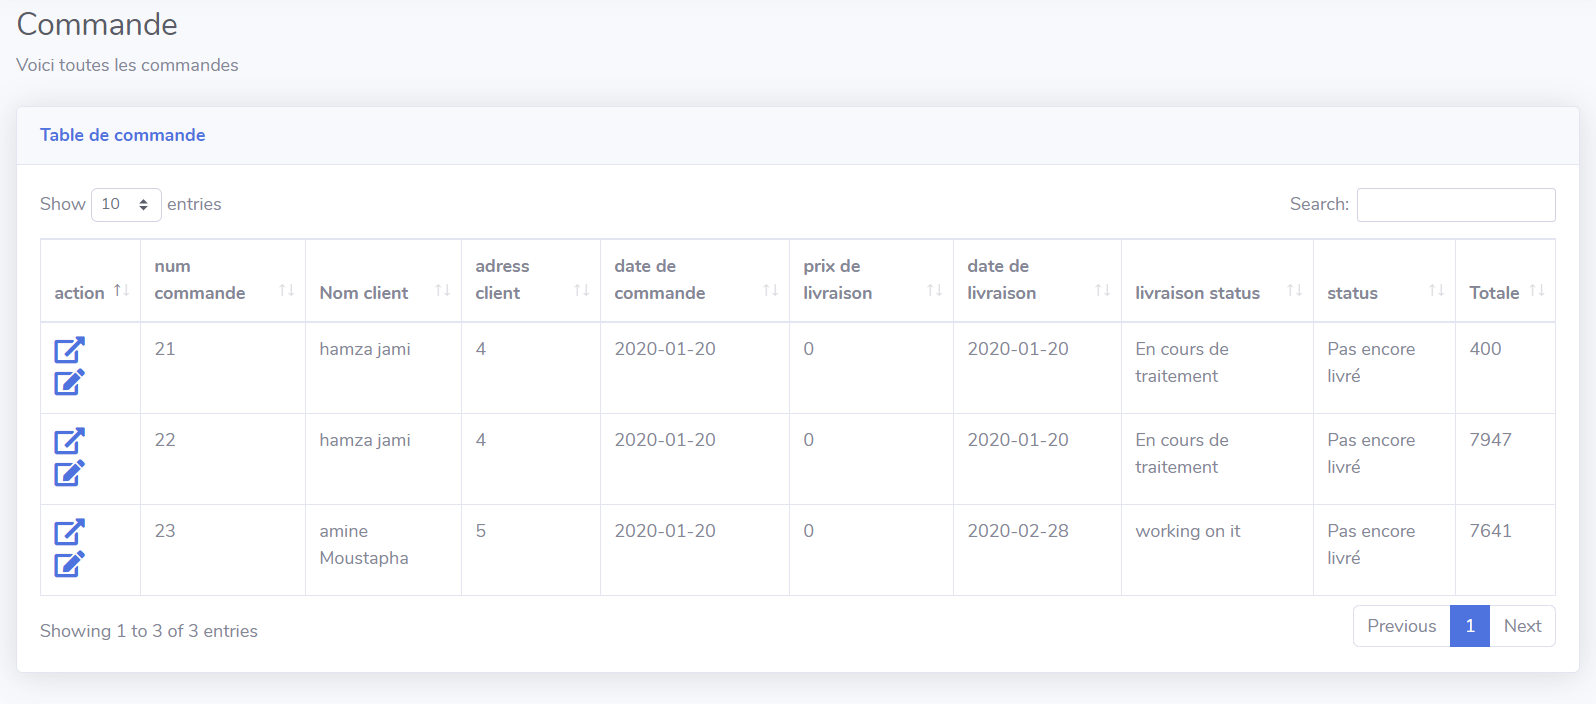 Commande
Voici toutes les commandes
Table de commande
Show 10 entries
Search:
action num commande Nom client adress client date de commande prix de livraison date de livraison livraison status status Totale
21 hamza jami 4 2020-01-20 0 2020-01-20 En cours de traitement Pas encore livré 400
22 hamza jami 4 2020-01-20 0 2020-01-20 En cours de traitement Pas encore livré 7947
23 amine Moustapha 5 2020-01-20 0 2020-02-28 working on it Pas encore livré 7641
Showing 1 to 3 of 3 entries
Previous 1 Next